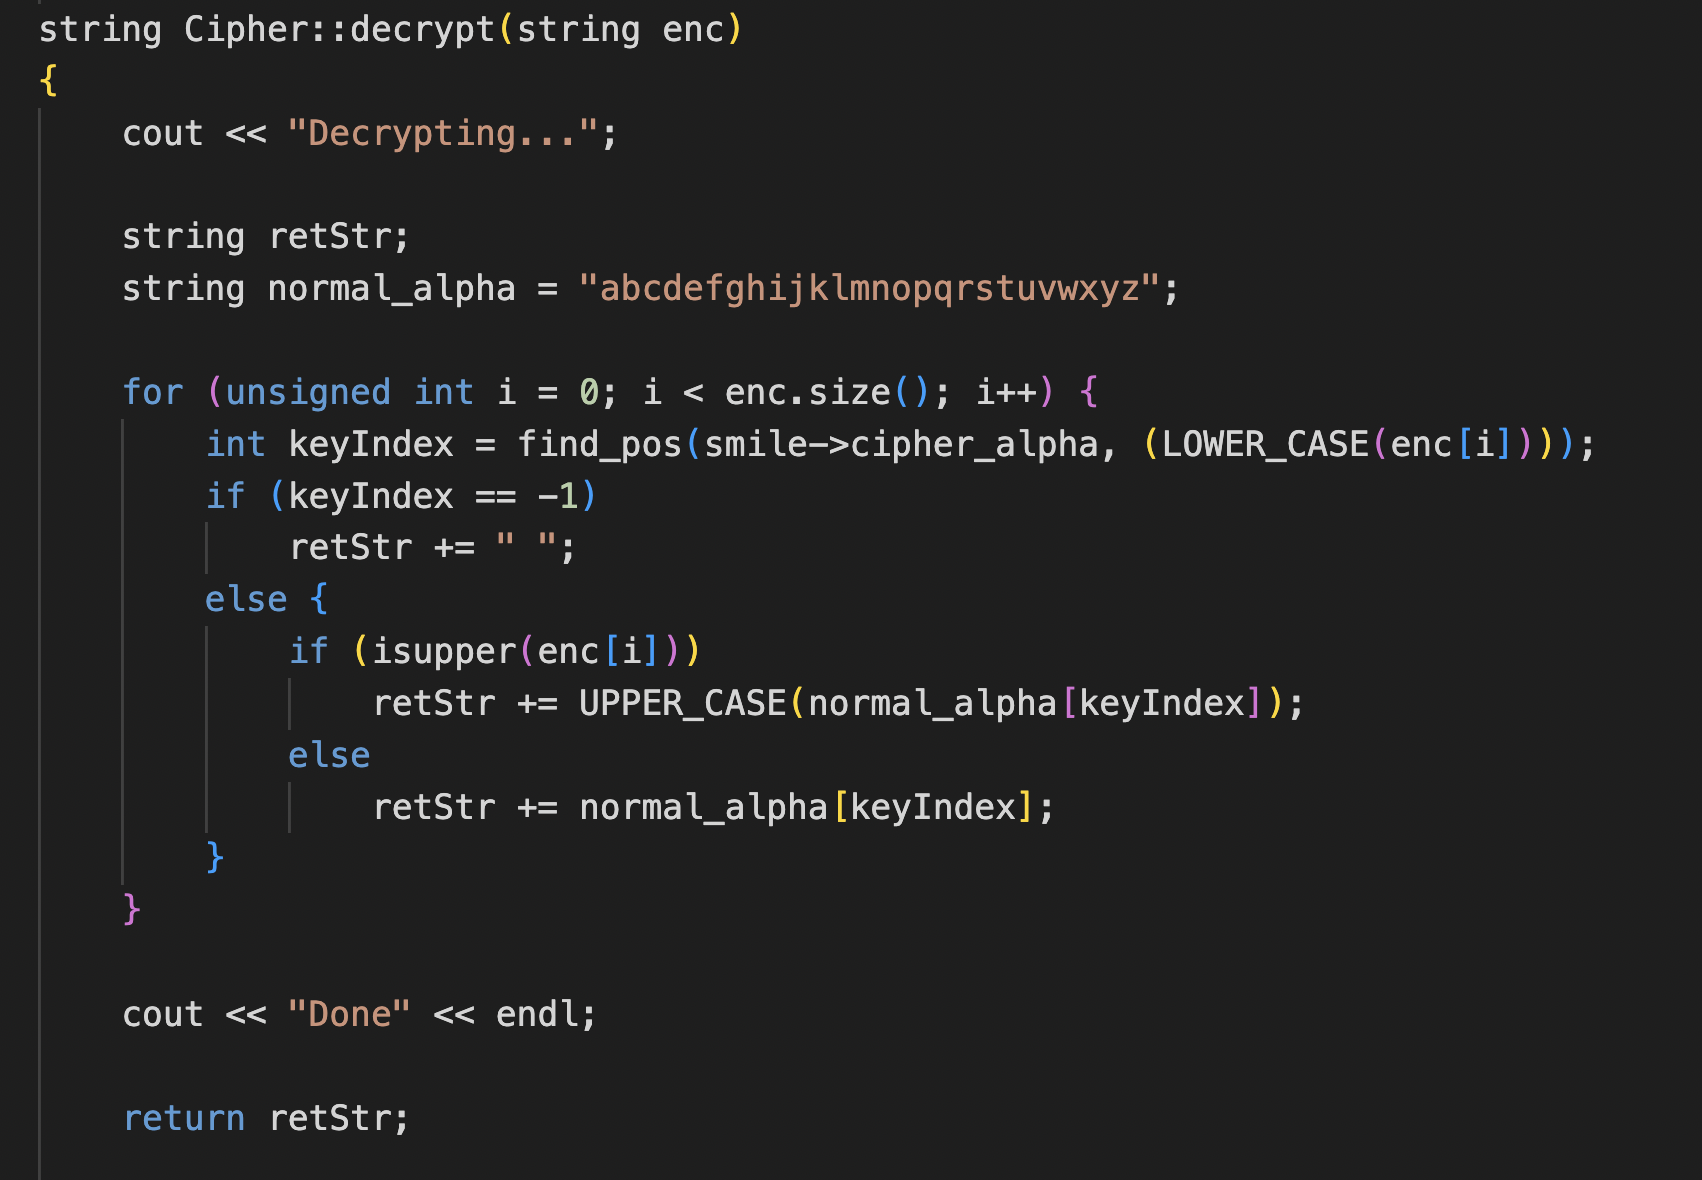 string Cipher::decrypt(string enc)
{
    cout << "Decrypting...";

    string retStr;
    string normal_alpha = "abcdefghijklmnopqrstuvwxyz";

    for (unsigned int i = 0; i < enc.size(); i++) {
        int keyIndex = find_pos(smile->cipher_alpha, (LOWER_CASE(enc[i])));
        if (keyIndex == -1)
            retStr += " ";
        else {
            if (isupper(enc[i]))
                retStr += UPPER_CASE(normal_alpha[keyIndex]);
            else
                retStr += normal_alpha[keyIndex];
        }
    }

    cout << "Done" << endl;

    return retStr;